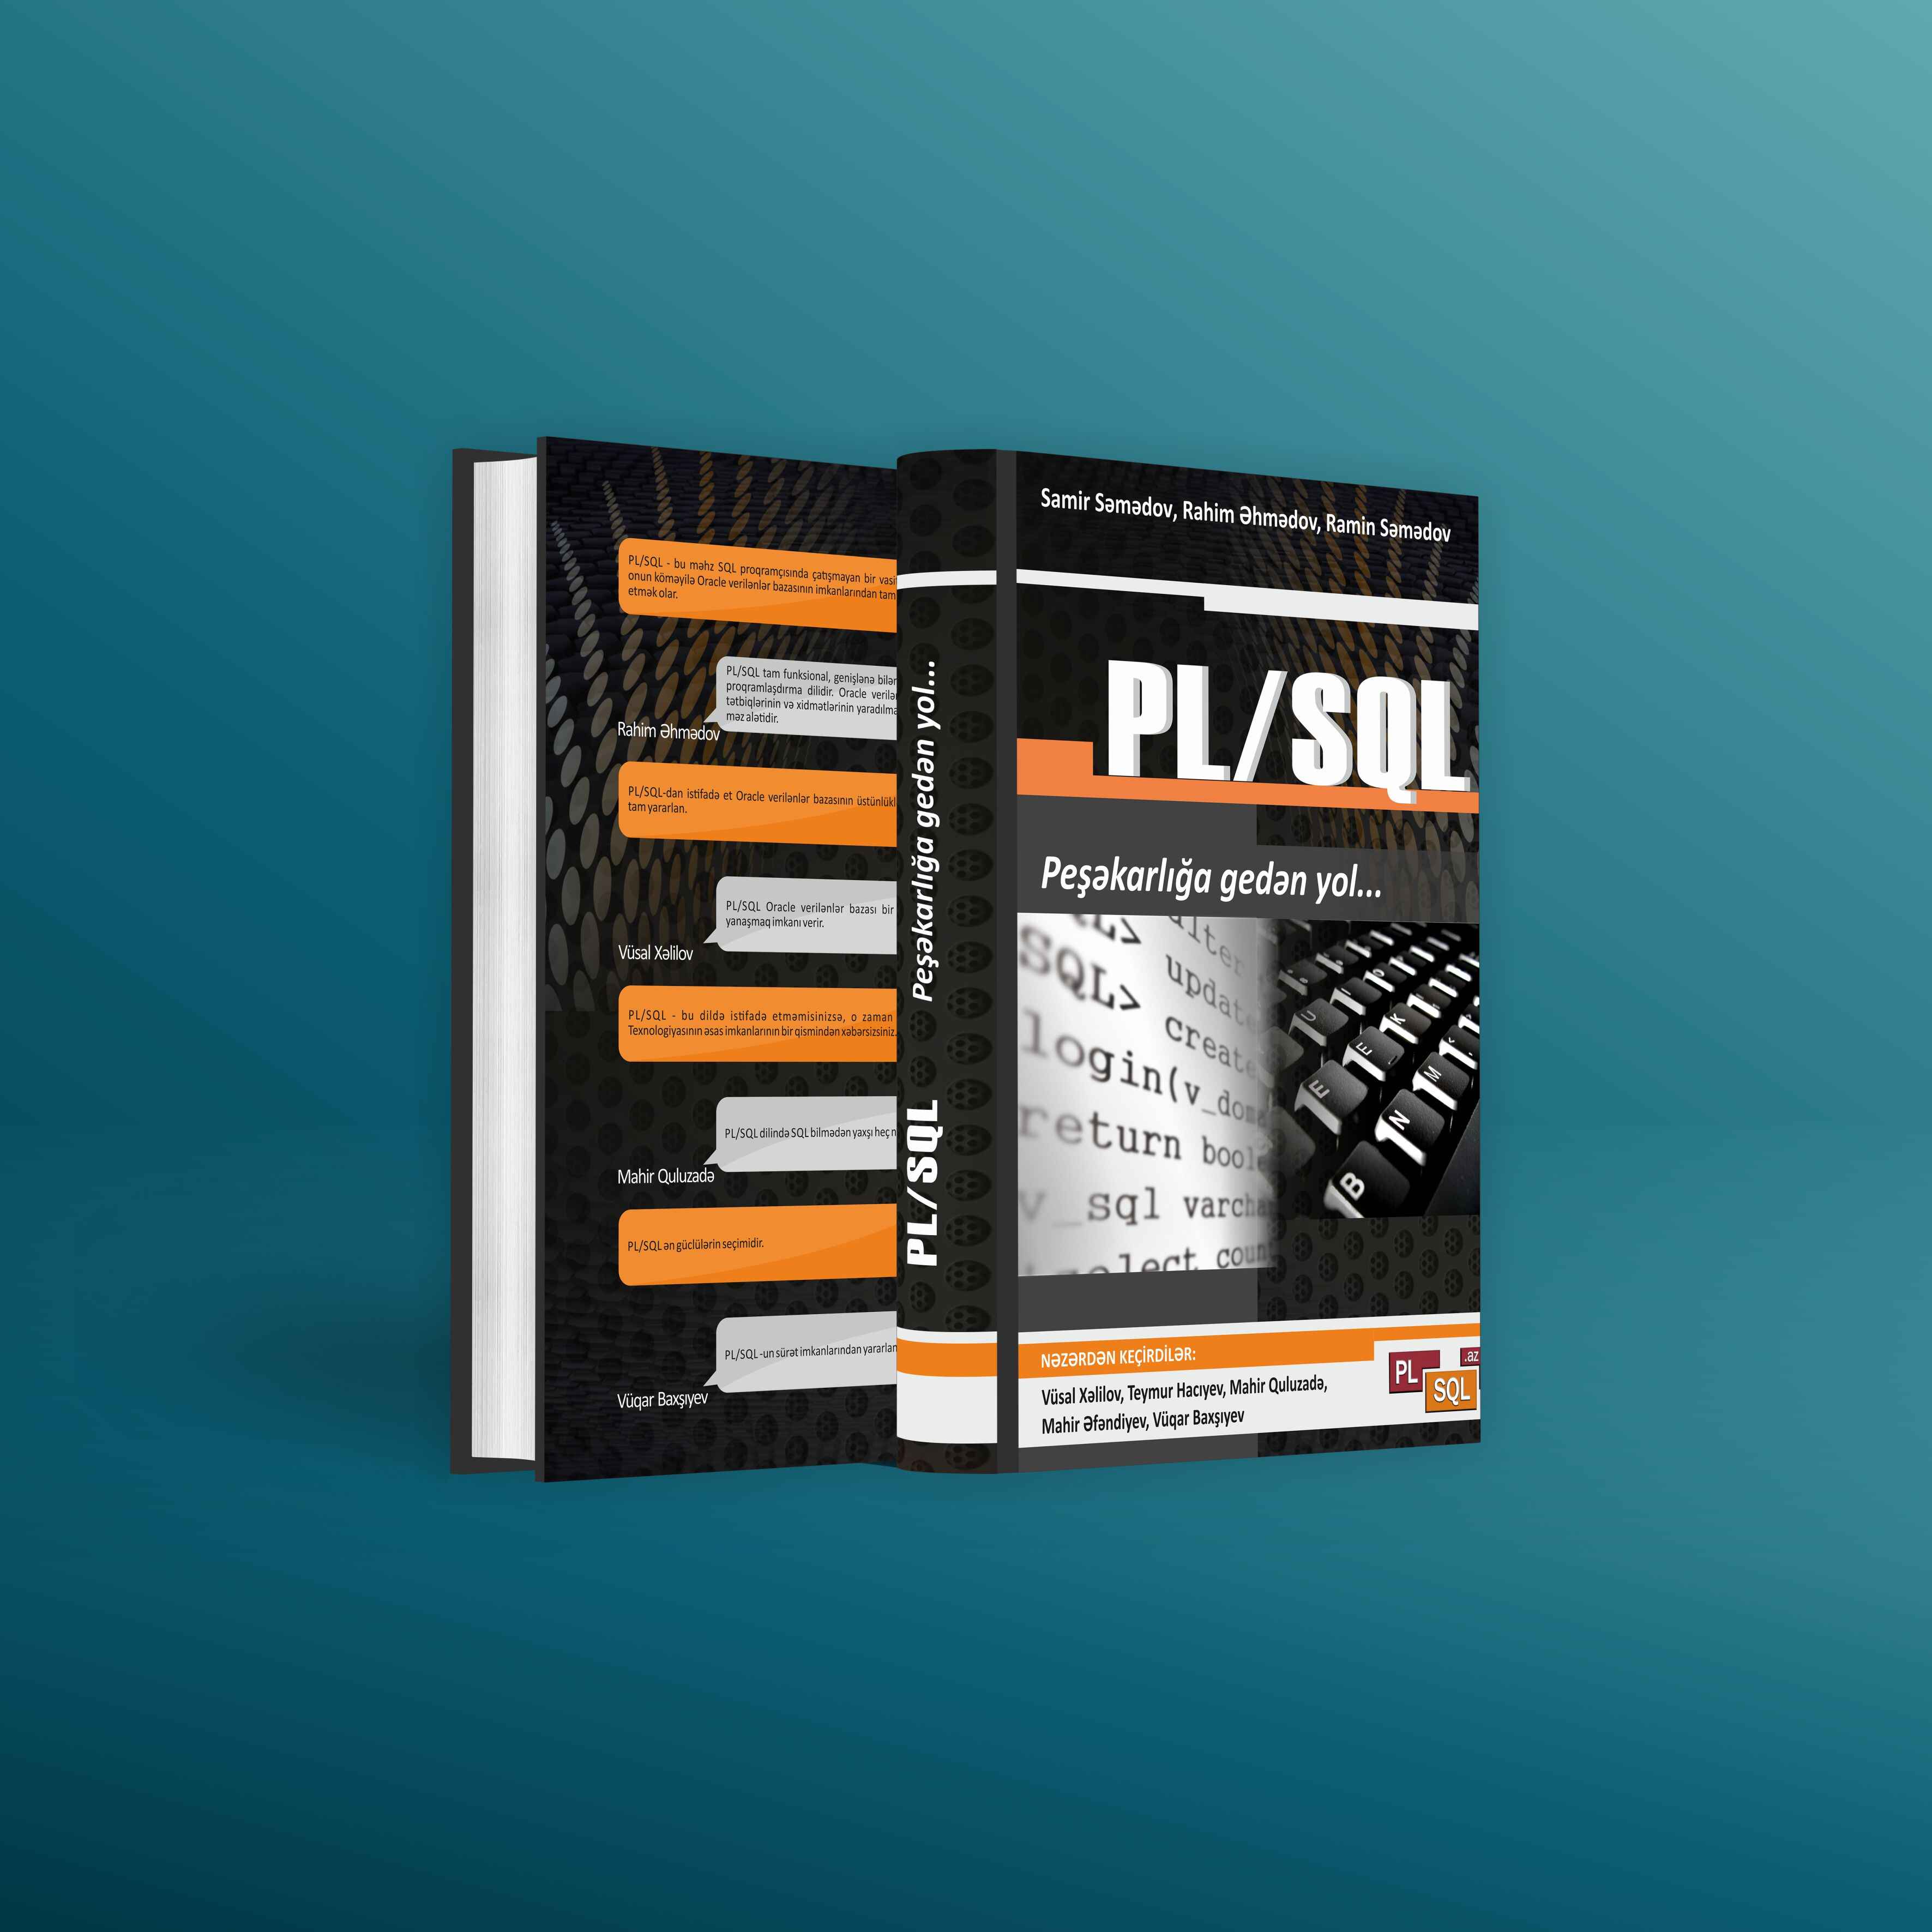 PL/SQL - bu məhz SQL proqramçısında çatışmayan bir
onun köməyilə Oracle verilənlər bazasının imkanlarından tam
etmək olar.
PL/SQL tam funksional, genişlənə
proqramlaşdırma dilidir. Oracle
tətbiqlərinin və xidmətlərinin
məz alətidir.
Rahim Əhmədov
PL/SQL-dan istifadə et Oracle verilənlər bazasının
tam yararlan.
PL/SQL Oracle verilənlər bazası bir
yanaşmaq imkanı verir.
Vüsal Xəlilov
PL/SQL - bu dildə istifadə etməmisinizsə, o zaman
Texnologiyasının əsas imkanlarının bir qismindən xəbərsizsiniz.
PL/SQL dilində SQL bilmədən yaxşı heç
Mahir Quluzadə
PL/SQL ən güclülərin seçimidir.
PL/SQL -un sürət imkanlarından
Vüqar Baxşıyev
PL/SQL Peşəkarlığa gedən yol...
Samir Səmədov, Rahim Əhmədov, Ramin Səmədov
PL/SQL
Peşəkarlığa gedən yol...
alter
SQL> update
create
login(v_
return
v_sql
select
U
E
K
E
M
N
B
NƏZƏRDƏN KEÇİRDİLƏR:
Vüsal Xəlilov, Teymur Hacıyev, Mahir Quluzadə,
Mahir Əfəndiyev, Vüqar Baxşıyev
PL
SQL
.az